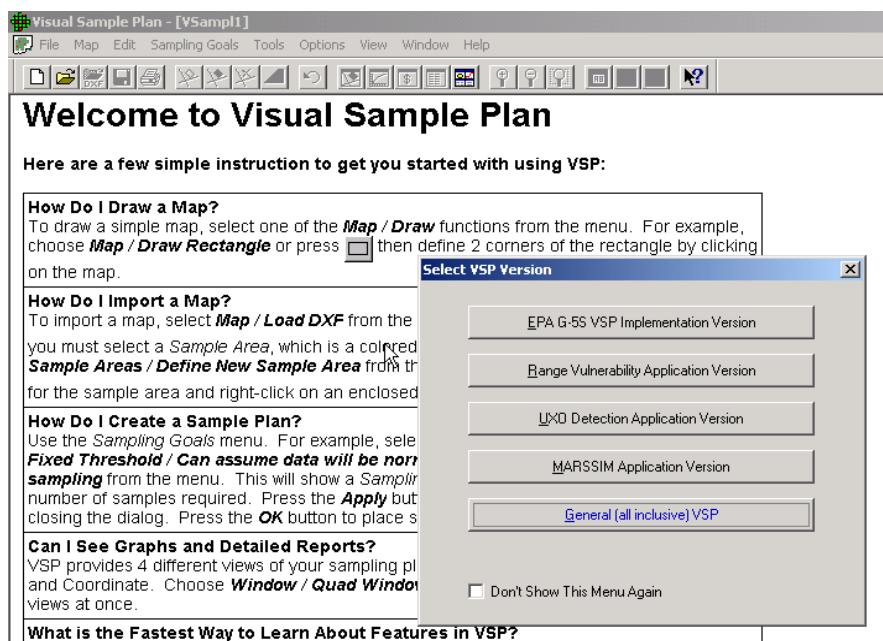 Visual Sample Plan - [VSampl1]
File Map Edit Sampling Goals Tools Options View Window Help
DXF $ RU ?
Welcome to Visual Sample Plan
Here are a few simple instruction to get you started with using VSP:
How Do I Draw a Map?
To draw a simple map, select one of the Map / Draw functions from the menu. For example,
choose Map / Draw Rectangle or press then define 2 corners of the rectangle by clicking
on the map.
How Do I Import a Map?
To import a map, select Map / Load DXF from the
you must select a Sample Area, which is a colored
Sample Areas / Define New Sample Area from th
for the sample area and right-click on an enclosed
How Do I Create a Sample Plan?
Use the Sampling Goals menu. For example, sele
Fixed Threshold / Can assume data will be norr
sampling from the menu. This will show a Samplin
number of samples required. Press the Apply but
closing the dialog. Press the OK button to place s
Can I See Graphs and Detailed Reports?
VSP provides 4 different views of your sampling pl
and Coordinate. Choose Window / Quad Window
views at once.
What is the Fastest Way to Learn About Features in VSP?
Select VSP Version
EPA G-5S VSP Implementation Version
Range Vulnerability Application Version
UXO Detection Application Version
MARSSIM Application Version
General (all inclusive) VSP
Don't Show This Menu Again